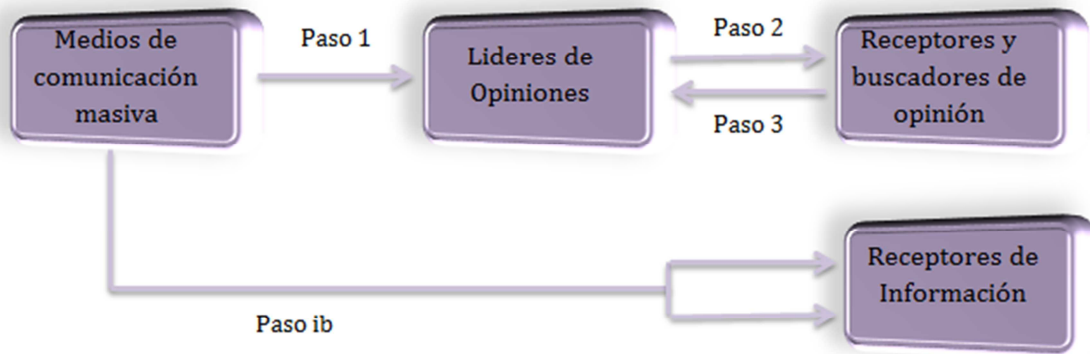 Medios de
comunicación
masiva
Paso 1
Lideres de
Opiniones
Paso 2
Paso 3
Receptores y
buscadores de
opinión
Receptores de
Información
Paso ib